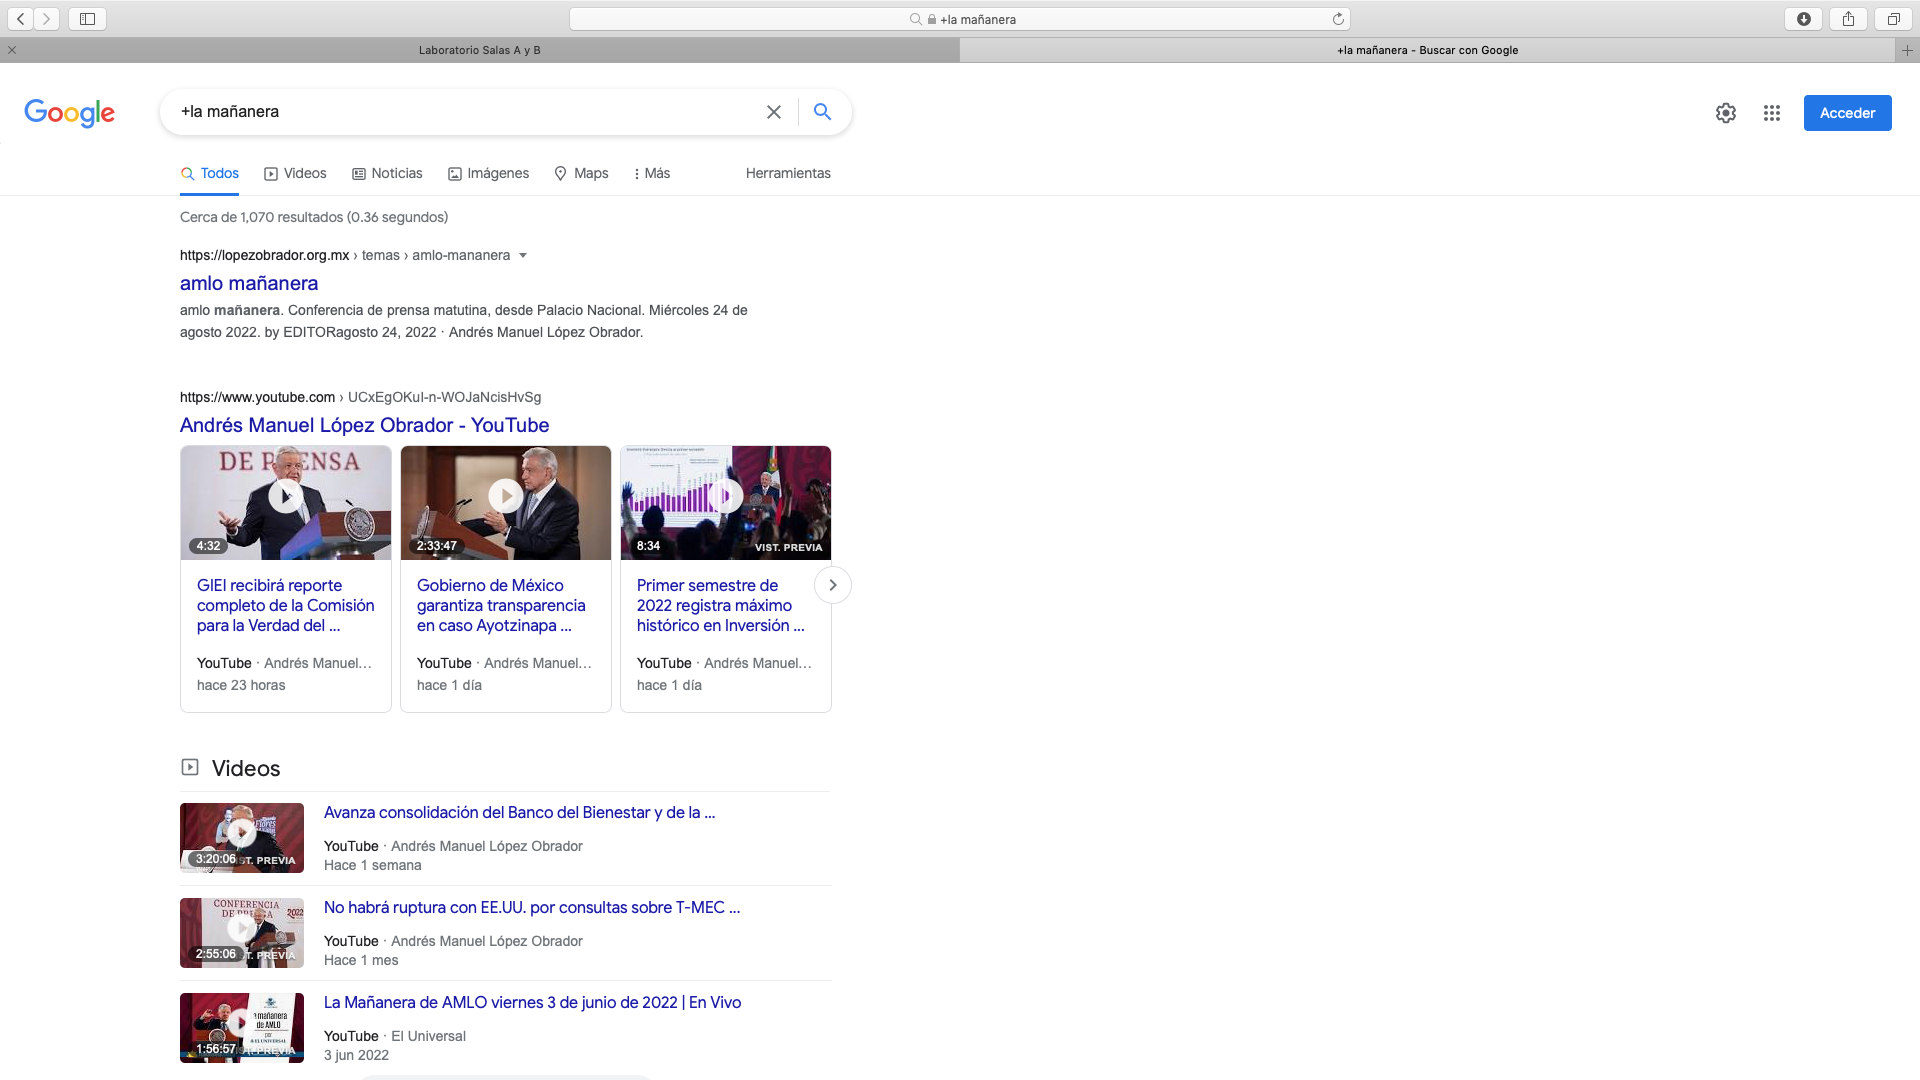 +la mañanera
Laboratorio Salas A y B
+la mañanera - Buscar con Google
Google
+la mañanera
Acceder
Todos
Videos
Noticias
Imágenes
Maps
Más
Herramientas
Cerca de 1,070 resultados (0.36 segundos)
https://lopezobrador.org.mx › temas › amlo-mananera
amlo mañanera
amlo mañanera. Conferencia de prensa matutina, desde Palacio Nacional. Miércoles 24 de
agosto 2022. by EDITORagosto 24, 2022 · Andrés Manuel López Obrador.
https://www.youtube.com › UCxEgOKuI-n-WOJaNcisHvSg
Andrés Manuel López Obrador - YouTube
DE PRENSA
4:32
GIEI recibirá reporte
completo de la Comisión
para la Verdad del ...
YouTube · Andrés Manuel...
hace 23 horas
2:33:47
Gobierno de México
garantiza transparencia
en caso Ayotzinapa ...
YouTube · Andrés Manuel...
hace 1 día
8:34
VIST. PREVIA
Primer semestre de
2022 registra máximo
histórico en Inversión ...
YouTube · Andrés Manuel...
hace 1 día
Videos
3:20:06
IST. PREVIA
Avanza consolidación del Banco del Bienestar y de la ...
YouTube · Andrés Manuel López Obrador
Hace 1 semana
CONFERENCIA
DE PRENSA
2022
2:55:06
T. PREVIA
No habrá ruptura con EE.UU. por consultas sobre T-MEC ...
YouTube · Andrés Manuel López Obrador
Hace 1 mes
mañanera
de AMLO
por
EL UNIVERSAL
1:56:57
La Mañanera de AMLO viernes 3 de junio de 2022 | En Vivo
YouTube · El Universal
3 jun 2022